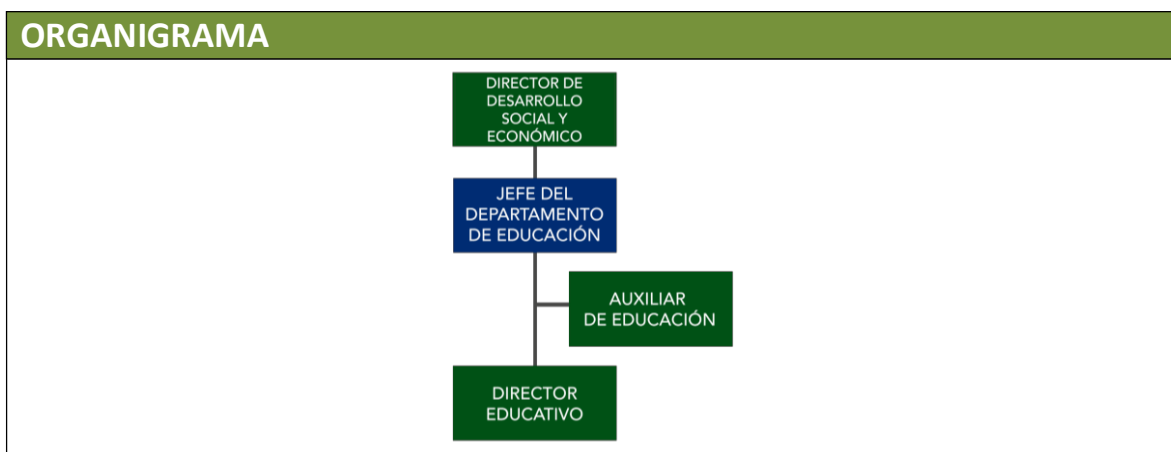 ORGANIGRAMA
DIRECTOR DE
DESARROLLO
SOCIAL Y
ECONÓMICO
JEFE DEL
DEPARTAMENTO
DE EDUCACIÓN
AUXILIAR
DE EDUCACIÓN
DIRECTOR
EDUCATIVO